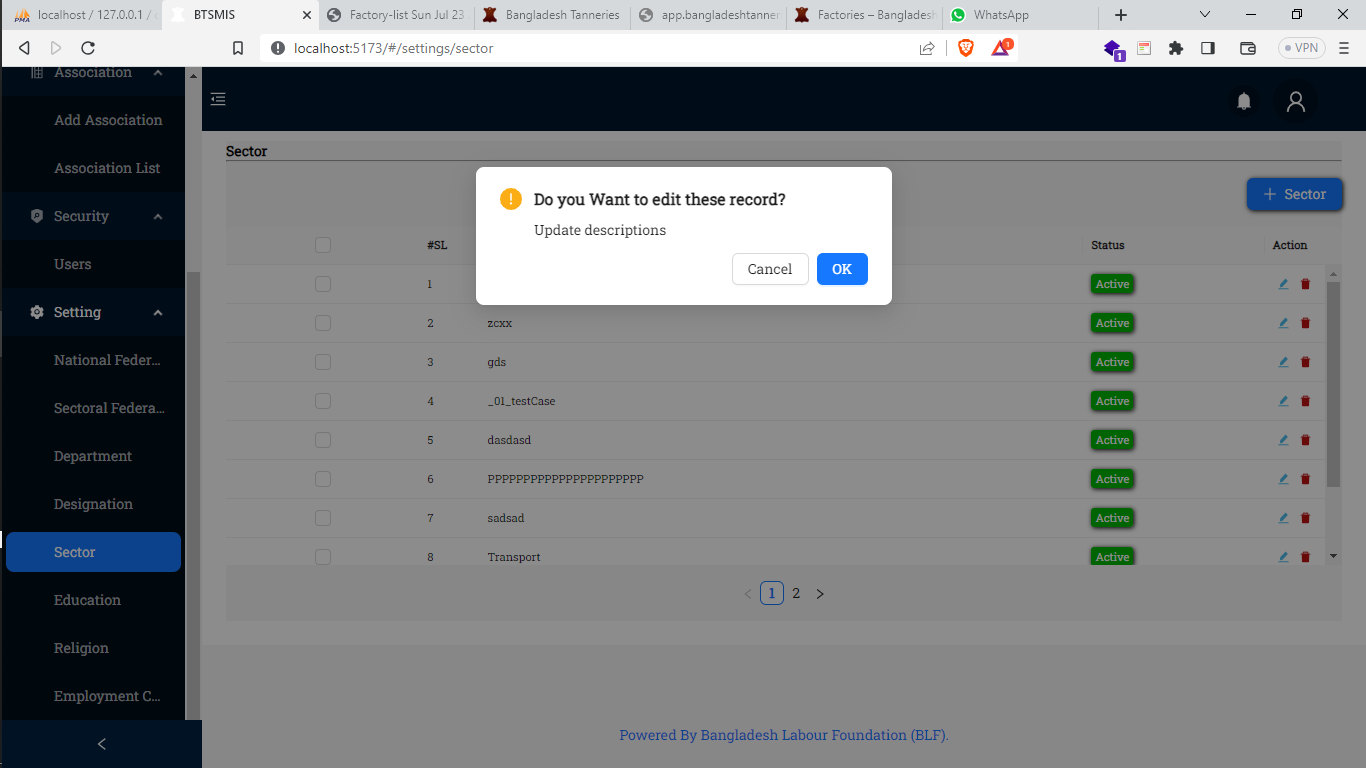 localhost / 127.0.0.1 /
BTSMIS
Factory-list Sun Jul 23
Bangladesh Tanneries
app.bangladeshtanner
Factories – Bangladesh
WhatsApp
localhost:5173/#/settings/sector
1
1
VPN
Association
Add Association
Association List
Security
Users
Setting
National Feder...
Sectoral Federa...
Department
Designation
Sector
Education
Religion
Employment C...
Sector
Do you Want to edit these record?
Update descriptions
Cancel
OK
+ Sector
#SL
Status
Action
1
Active
2
zcxx
Active
3
gds
Active
4
_01_testCase
Active
5
dasdasd
Active
6
PPPPPPPPPPPPPPPPPPPPPP
Active
7
sadsad
Active
8
Transport
Active
< 1 2 >
Powered By Bangladesh Labour Foundation (BLF).